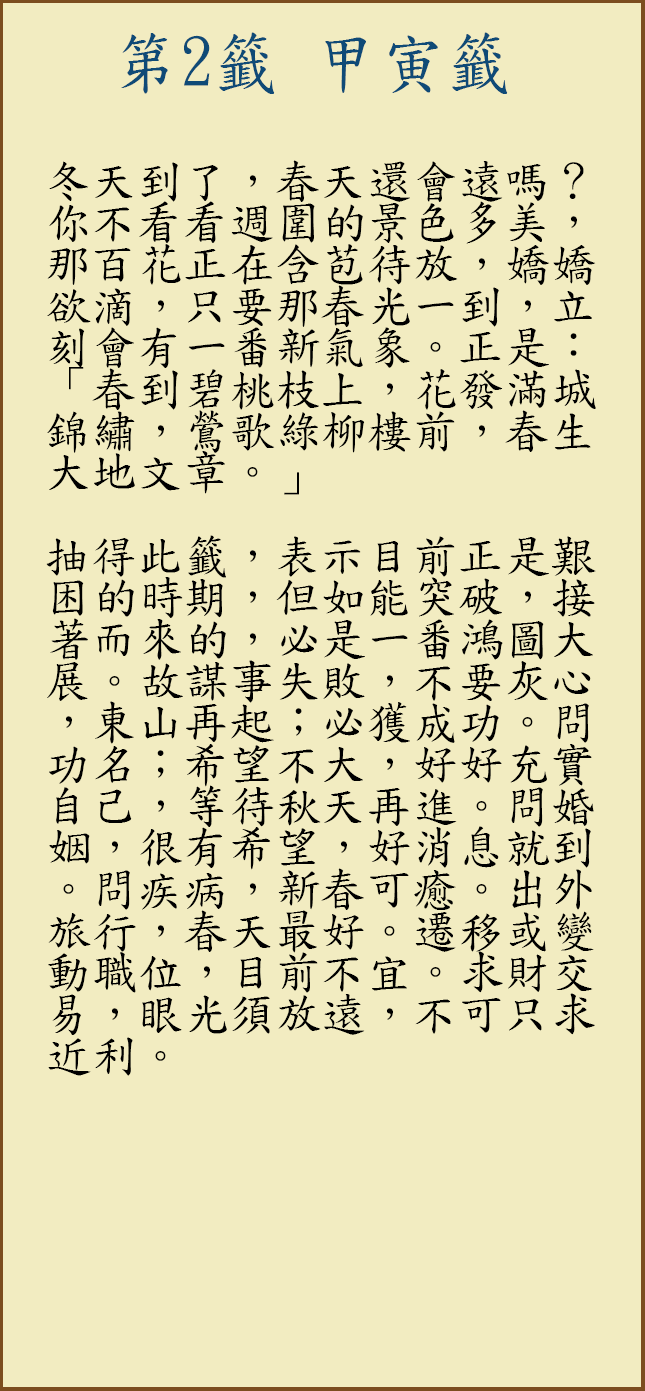 第2籤 甲寅籤
冬天到了，春天還會遠嗎？
你不看看週圍的景色多美，
那百花正在含苞待放，嬌嬌
欲滴，只要那春光一到，立
刻會有一番新氣象。正是：
「春到碧桃枝上，花發滿城
錦繡，鶯歌綠柳樓前，春生
大地文章。」
抽得此籤，表示目前正是艱
困的時期，但如能突破，接
著而來的，必是一番鴻圖大
展。故謀事失敗，不要灰心
，東山再起；必獲成功。問
功名；希望不大，好好充實
自己，等待秋天，再進。問婚
姻，很有希望，好消息就到
。問疾病，新春可癒。出外
旅行，春天最好。遷移或變
動職位，目前不宜。求財交
易，眼光須放遠，不可只求
近利。